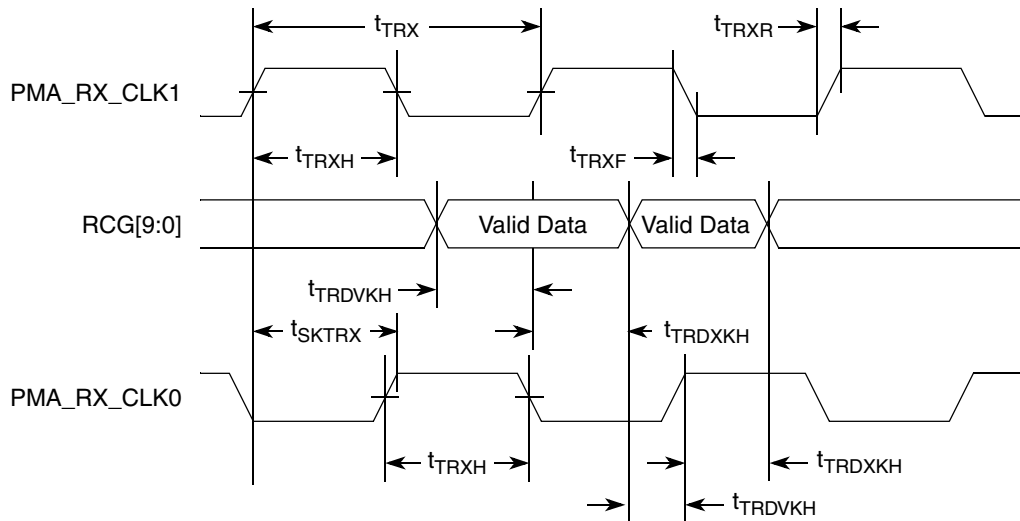 tTRX
tTRXR
PMA_RX_CLK1
tTRXH
tTRXF
RCG[9:0]
Valid Data
Valid Data
tTRDVKH
tSKTRX
tTRDXKH
PMA_RX_CLK0
tTRXH
tTRDXKH
tTRDVKH